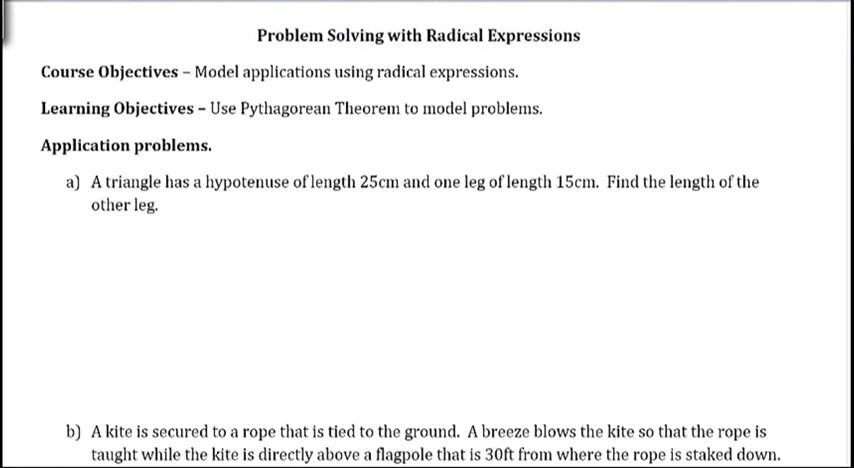 Problem Solving with Radical Expressions
Course Objectives – Model applications using radical expressions.
Learning Objectives – Use Pythagorean Theorem to model problems.
Application problems.
a) A triangle has a hypotenuse of length 25cm and one leg of length 15cm. Find the length of the
other leg.
b) A kite is secured to a rope that is tied to the ground. A breeze blows the kite so that the rope is
taught while the kite is directly above a flagpole that is 30ft from where the rope is staked down.